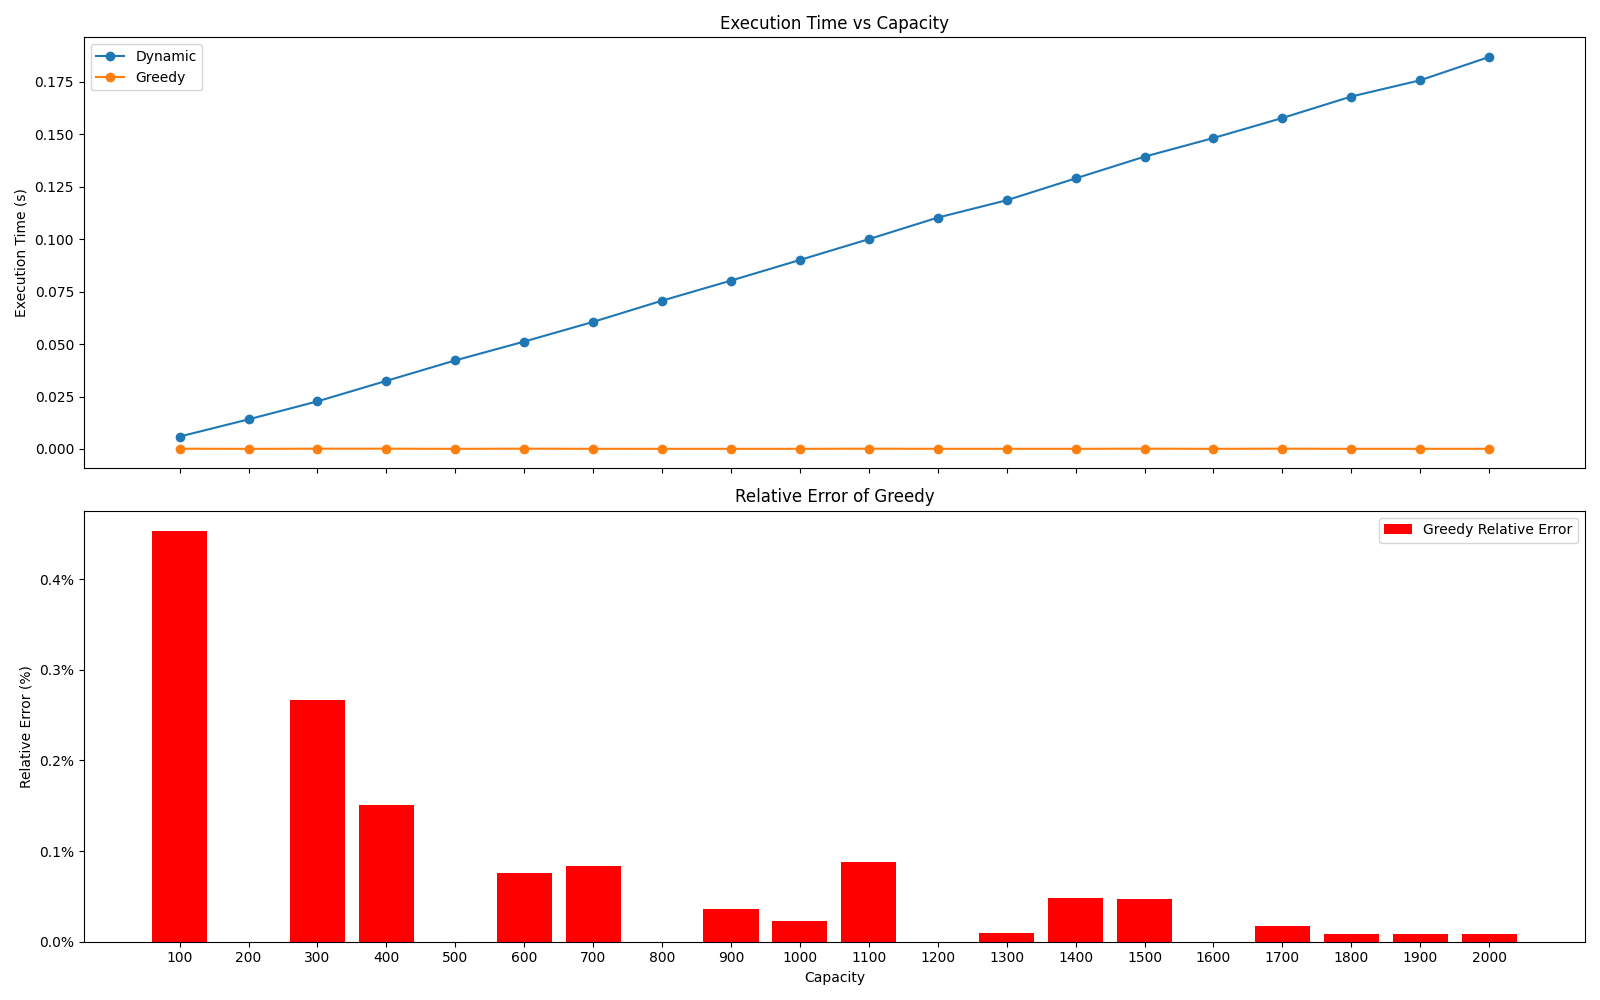 Execution Time vs Capacity
Dynamic
Greedy
Execution Time (s)
0.175
0.150
0.125
0.100
0.075
0.050
0.025
0.000
Relative Error of Greedy
Greedy Relative Error
Relative Error (%)
0.4%
0.3%
0.2%
0.1%
0.0%
100 200 300 400 500 600 700 800 900 1000 1100 1200 1300 1400 1500 1600 1700 1800 1900 2000
Capacity